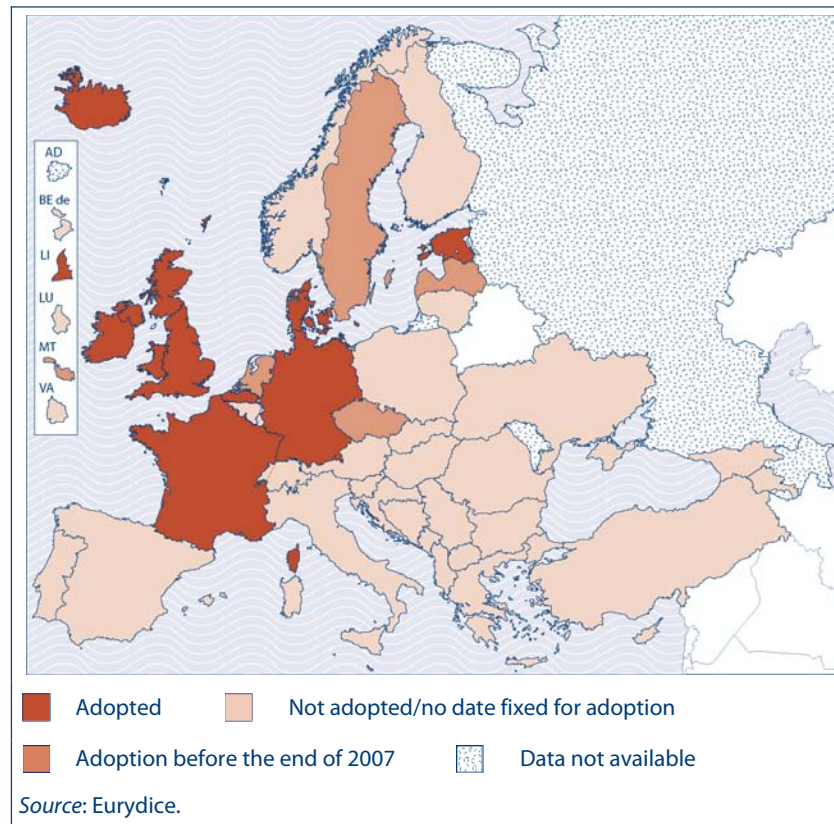 AD
BE de
LI
LU
MT
VA
Adopted
Not adopted/no date fixed for adoption
Adoption before the end of 2007
Data not available
Source: Eurydice.